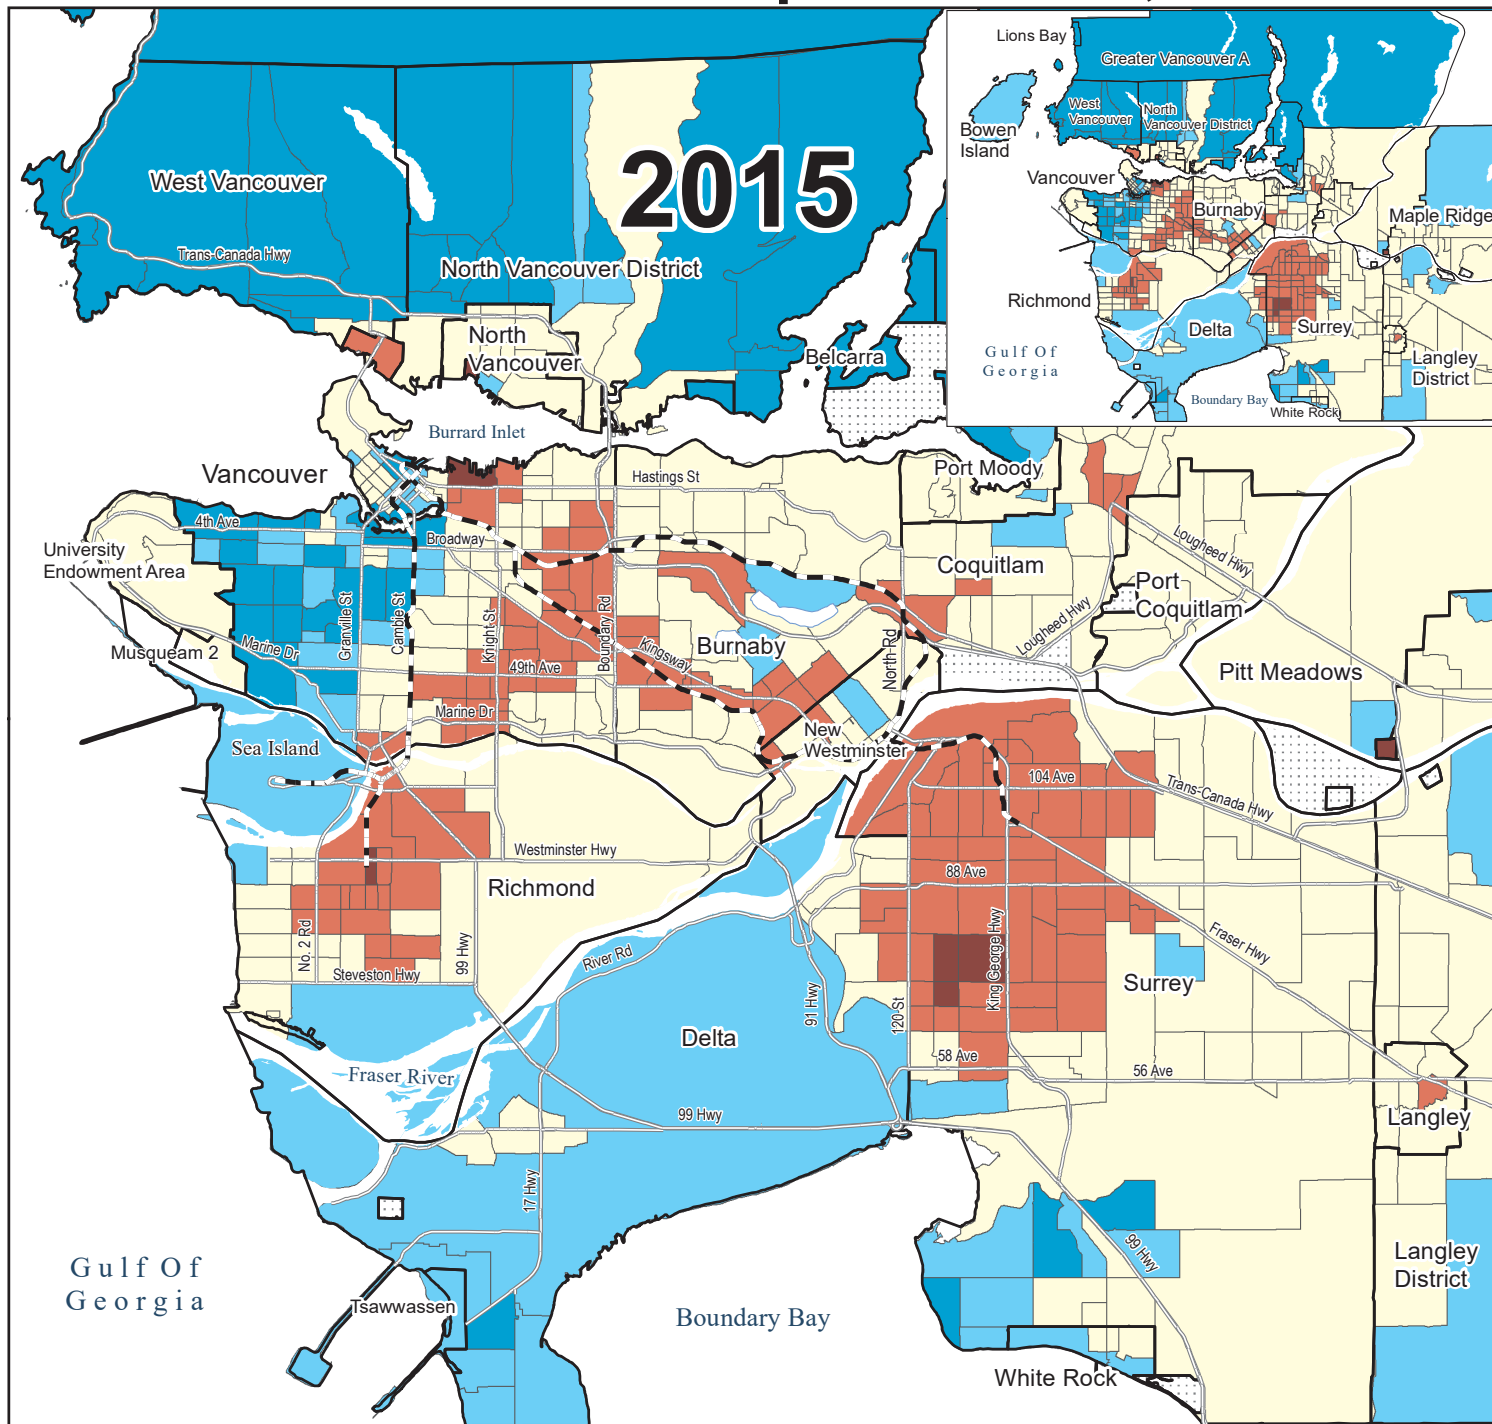 2015
West Vancouver
Trans-Canada Hwy
North Vancouver District
North
Vancouver
Belcarra
Burrard Inlet
Vancouver
Hastings St
Port Moody
4th Ave
Broadway
University
Endowment Area
Coquitlam
Lougheed Hwy
Port
Coquitlam
Granville St
Cambie St
Knight St
Boundary Rd
Kingsway
Burnaby
North Rd
Lougheed Hwy
Musqueam 2
Marine Dr
49th Ave
Pitt Meadows
Marine Dr
Sea Island
New
Westminster
104 Ave
Trans-Canada Hwy
Westminster Hwy
Richmond
88 Ave
No. 2 Rd
99 Hwy
Steveston Hwy
River Rd
91 Hwy
120 St
King George Hwy
Fraser Hwy
Surrey
Delta
Fraser River
58 Ave
56 Ave
99 Hwy
Langley
17 Hwy
99 Hwy
Langley
District
Gulf Of
Georgia
Tsawwassen
Boundary Bay
White Rock
Lions Bay
Greater Vancouver A
West
Vancouver
North
Vancouver District
Bowen
Island
Vancouver
Burnaby
Maple Ridge
Richmond
Delta
Surrey
Gulf Of
Georgia
Langley
District
Boundary Bay
White Rock